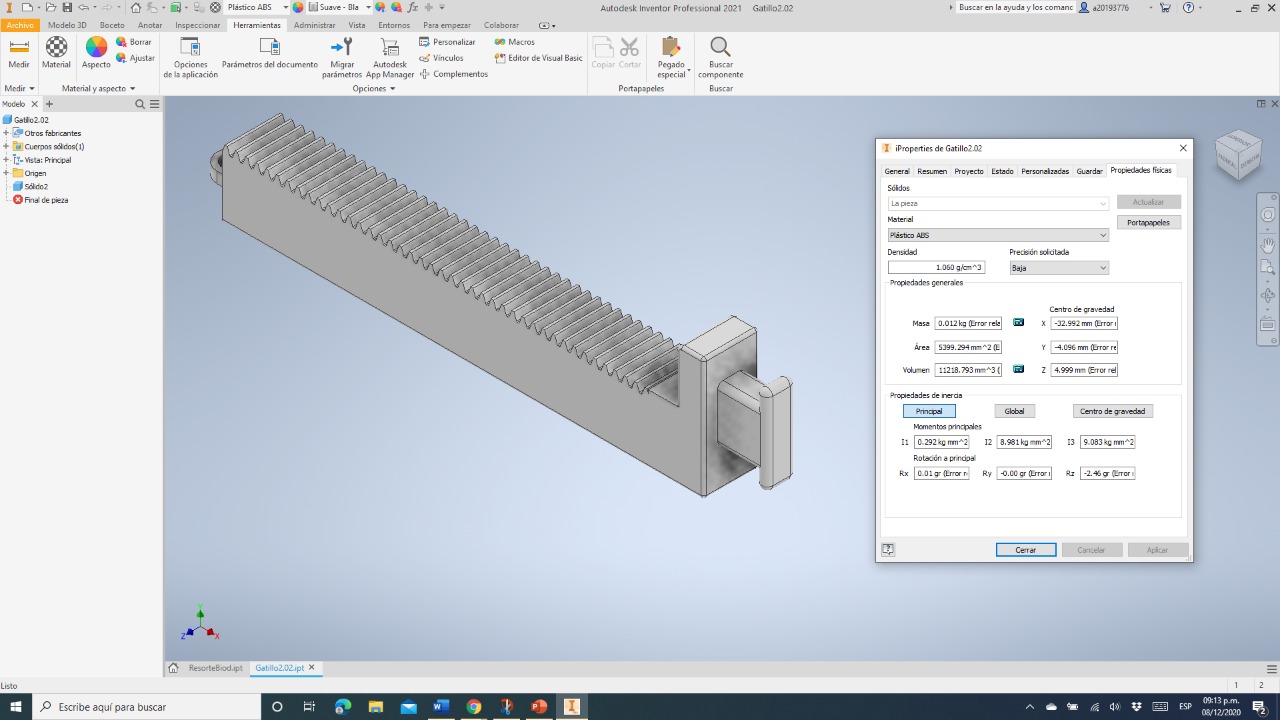 Plástico ABS
Suave - Bla
Autodesk Inventor Professional 2021 Gatillo2.02
Buscar en la ayuda y los comanc
a20193776
Archivo Modelo 3D Boceto Anotar Inspeccionar Herramientas Administrar Vista Entornos Para empezar Colaborar
Medir
Material
Aspecto
Borrar
Ajustar
Opciones
de la aplicación
Parámetros del documento
Migrar
parámetros
Autodesk
App Manager
Personalizar
Vínculos
Complementos
Macros
Editor de Visual Basic
Copiar
Cortar
Pegado
especial
Buscar
componente
Medir
Material y aspecto
Opciones
Portapapeles
Buscar
Modelo
Gatillo2.02
Otros fabricantes
Cuerpos sólidos(1)
Vista: Principal
Origen
Sólido2
Final de pieza
iProperties de Gatillo2.02
General Resumen Proyecto Estado Personalizadas Guardar Propiedades físicas
Sólidos
La pieza
Actualizar
Material
Portapapeles
Plástico ABS
Densidad
Precisión solicitada
1.060 g/cm^3
Baja
Propiedades generales
Centro de gravedad
Masa 0.012 kg (Error rela X -32.992 mm (Error r
Área 5399.294 mm^2 (E Y -4.096 mm (Error re
Volumen 11218.793 mm^3 ( Z 4.999 mm (Error rel
Propiedades de inercia
Principal Global Centro de gravedad
Momentos principales
I1 0.292 kg mm^2 I2 8.981 kg mm^2 I3 9.083 kg mm^2
Rotación a principal
Rx 0.01 gr (Error re Ry -0.00 gr (Error r Rz -2.46 gr (Error r
Cerrar Cancelar Aplicar
Y
Z
X
ResorteBiod.ipt
Gatillo2.02.ipt
Listo
1 2
Escribe aquí para buscar
ESP
09:13 p.m.
08/12/2020